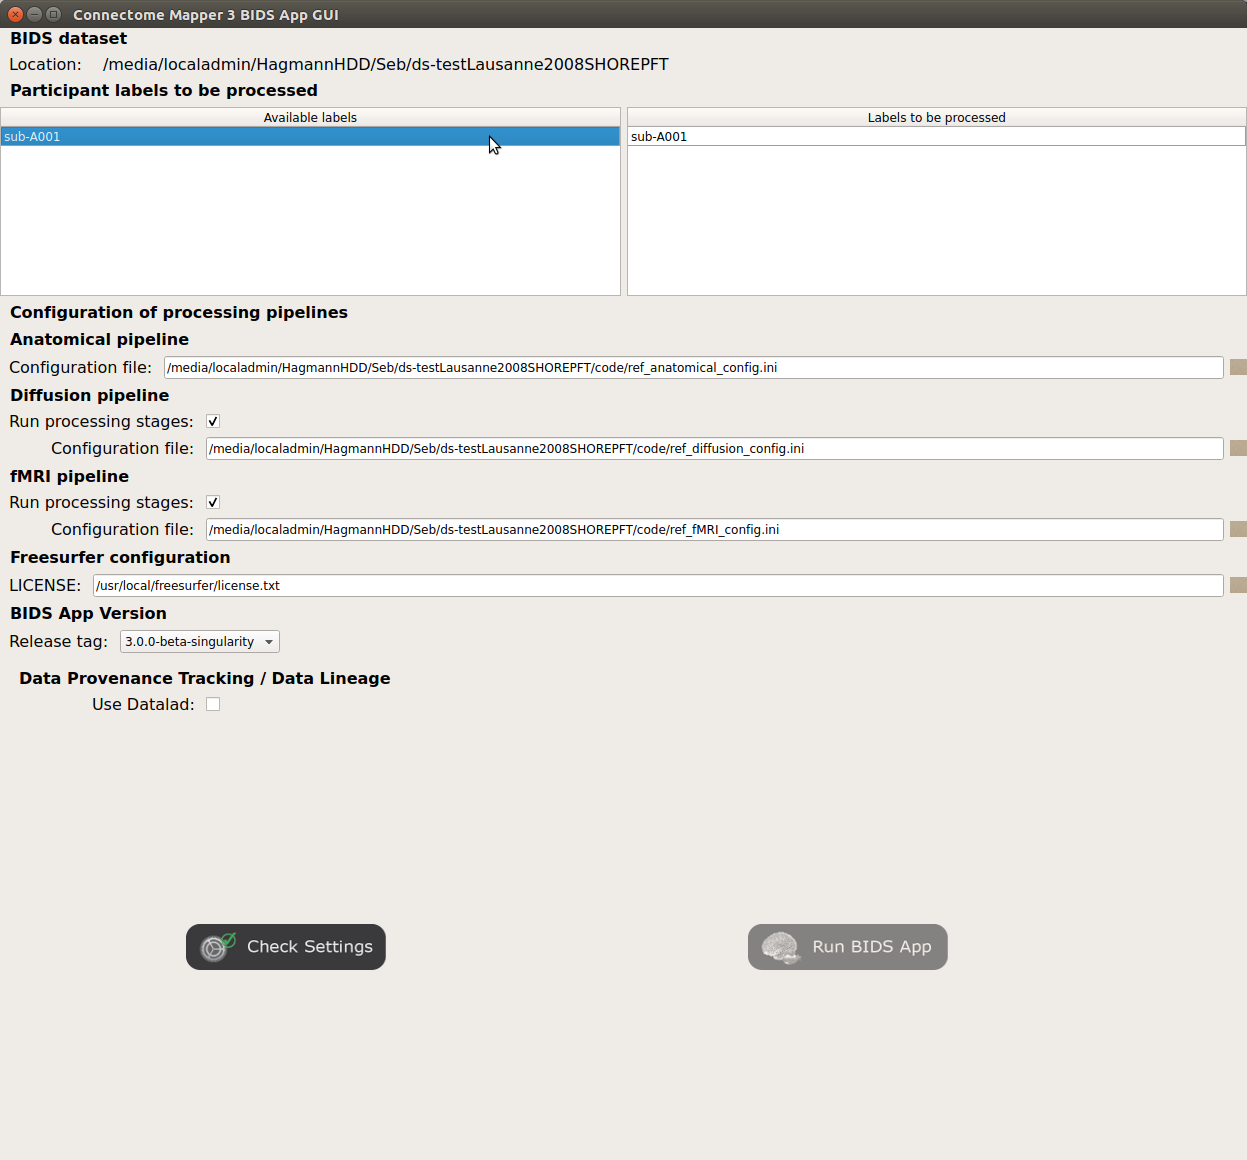 Connectome Mapper 3 BIDS App GUI
BIDS dataset
Location: /media/localadmin/HagmannHDD/Seb/ds-testLausanne2008SHOREPFT
Participant labels to be processed
Available labels
sub-A001
Labels to be processed
sub-A001
Configuration of processing pipelines
Anatomical pipeline
Configuration file: /media/localadmin/HagmannHDD/Seb/ds-testLausanne2008SHOREPFT/code/ref_anatomical_config.ini
Diffusion pipeline
Run processing stages:
Configuration file: /media/localadmin/HagmannHDD/Seb/ds-testLausanne2008SHOREPFT/code/ref_diffusion_config.ini
fMRI pipeline
Run processing stages:
Configuration file: /media/localadmin/HagmannHDD/Seb/ds-testLausanne2008SHOREPFT/code/ref_fMRI_config.ini
Freesurfer configuration
LICENSE: /usr/local/freesurfer/license.txt
BIDS App Version
Release tag: 3.0.0-beta-singularity
Data Provenance Tracking / Data Lineage
Use Datalad:
Check Settings
Run BIDS App